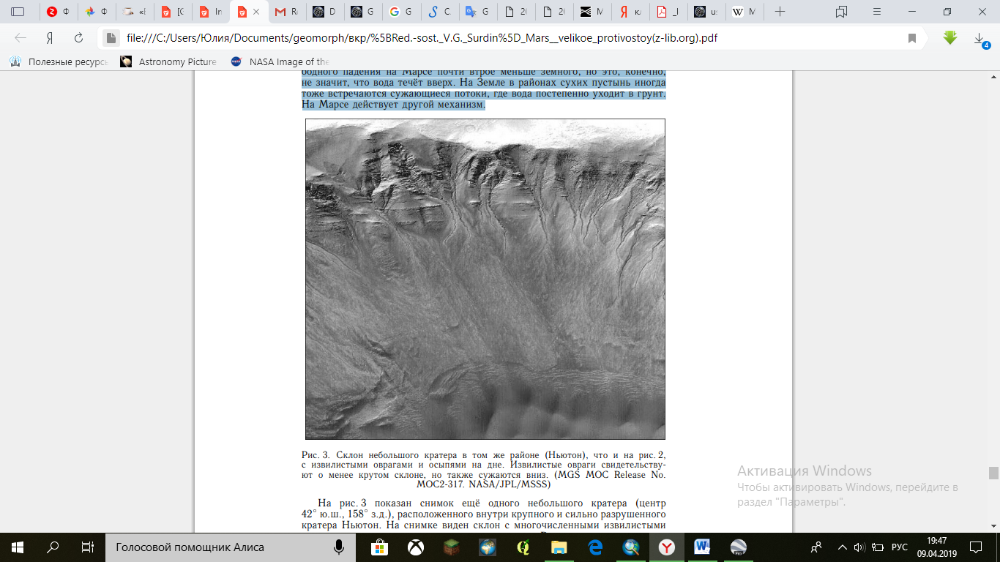 Ф
«Е
[C
In
R
D
G
G
C.
G
20
20
M
кл
_I
us
M
file:///C:/Users/Юлия/Documents/geomorph/вкр/%5BRed.-sost._V.G._Surdin%5D_Mars__velikoe_protivostoy(z-lib.org).pdf
4
Полезные ресурсы
Astronomy Picture
NASA Image of the
бодного падения на Марсе почти втрое меньше земного, но это, конечно,
не значит, что вода течёт вверх. На Земле в районах сухих пустынь иногда
тоже встречаются сужающиеся потоки, где вода постепенно уходит в грунт.
На Марсе действует другой механизм.
Рис. 3. Склон небольшого кратера в том же районе (Ньютон), что и на рис. 2,
с извилистыми оврагами и осыпями на дне. Извилистые овраги свидетельству-
ют о менее крутом склоне, но также сужаются вниз. (MGS MOC Release No.
MOC2-317. NASA/JPL/MSSS)
На рис. 3 показан снимок ещё одного небольшого кратера (центр
42° ю.ш., 158° з.д.), расположенного внутри крупного и сильно разрушенного
кратера Ньютон. На снимке виден склон с многочисленными извилистыми
Активация Windows
Чтобы активировать Windows, перейдите в
раздел "Параметры".
Голосовой помощник Алиса
РУС
19:47
09.04.2019